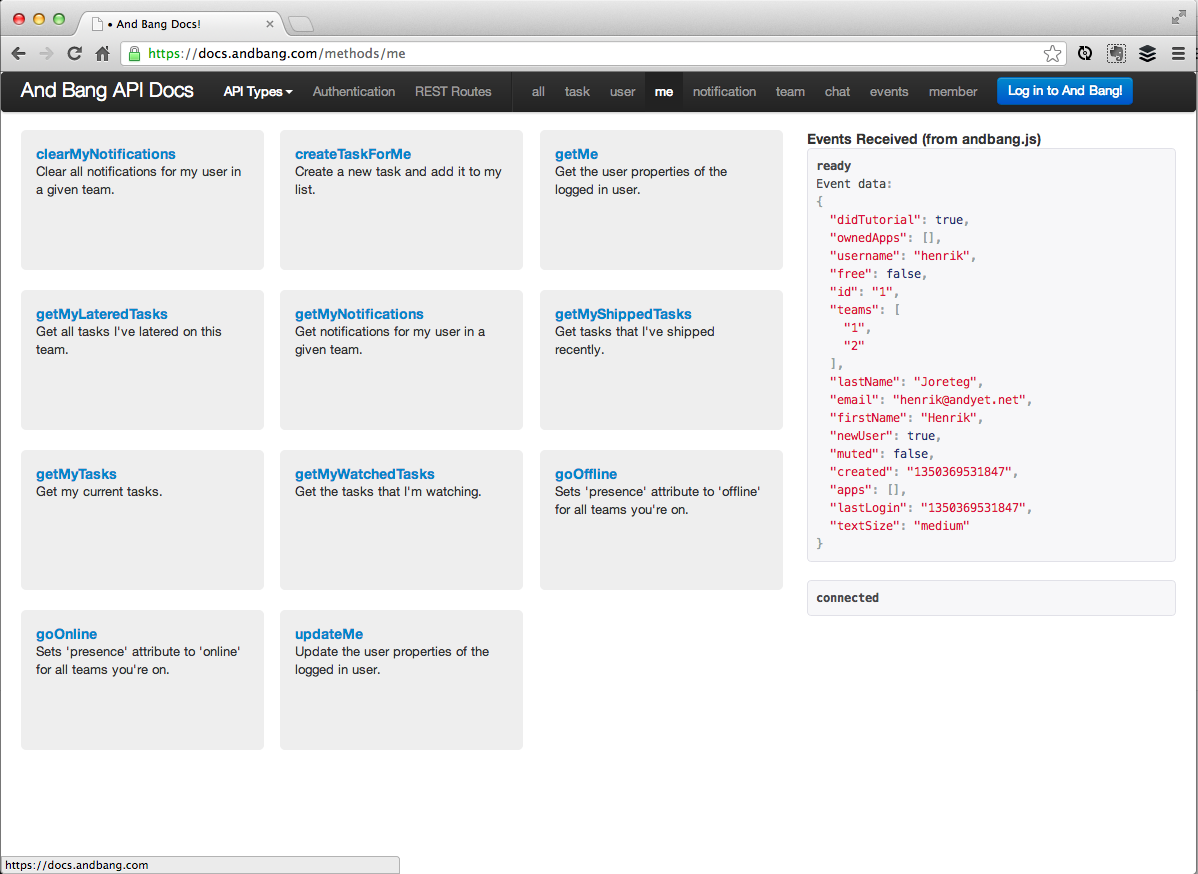 • And Bang Docs!
https://docs.andbang.com/methods/me
And Bang API Docs API Types Authentication REST Routes all task user me notification team chat events member Log in to And Bang!
clearMyNotifications
Clear all notifications for my user in
a given team.
createTaskForMe
Create a new task and add it to my
list.
getMe
Get the user properties of the
logged in user.
getMyLateredTasks
Get all tasks I've latered on this
team.
getMyNotifications
Get notifications for my user in a
given team.
getMyShippedTasks
Get tasks that I've shipped
recently.
getMyTasks
Get my current tasks.
getMyWatchedTasks
Get the tasks that I'm watching.
goOffline
Sets 'presence' attribute to 'offline'
for all teams you're on.
goOnline
Sets 'presence' attribute to 'online'
for all teams you're on.
updateMe
Update the user properties of the
logged in user.
Events Received (from andbang.js)
ready
Event data:
{
"didTutorial": true,
"ownedApps": [],
"username": "henrik",
"free": false,
"id": "1",
"teams": [
"1",
"2"
],
"lastName": "Joreteg",
"email": "henrik@andyet.net",
"firstName": "Henrik",
"newUser": true,
"muted": false,
"created": "1350369531847",
"apps": [],
"lastLogin": "1350369531847",
"textSize": "medium"
}
connected
https://docs.andbang.com